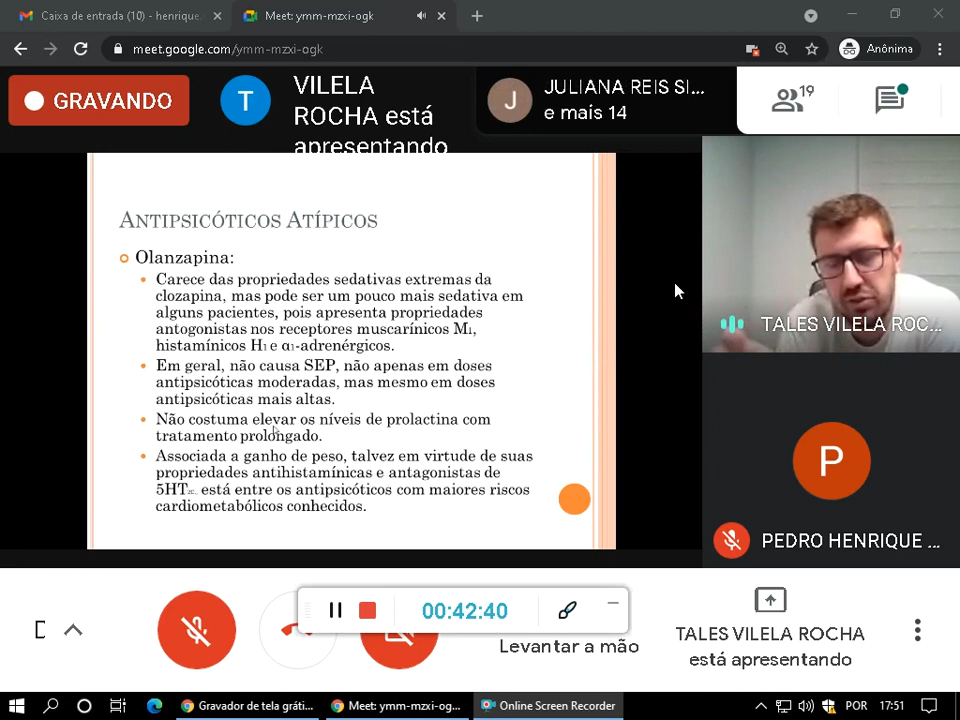 Caixa de entrada (10) - henrique.
Meet: ymm-mzxi-ogk
meet.google.com/ymm-mzxi-ogk
Anônima
GRAVANDO
T
VILELA
ROCHA está
apresentando
J
JULIANA REIS SI...
e mais 14
19
ANTIPSICÓTICOS ATÍPICOS
Olanzapina:
Carece das propriedades sedativas extremas da
clozapina, mas pode ser um pouco mais sedativa em
alguns pacientes, pois apresenta propriedades
antogonistas nos receptores muscarínicos M1,
histamínicos H1 e α1-adrenérgicos.
Em geral, não causa SEP, não apenas em doses
antipsicóticas moderadas, mas mesmo em doses
antipsicóticas mais altas.
Não costuma elevar os níveis de prolactina com
tratamento prolongado.
Associada a ganho de peso, talvez em virtude de suas
propriedades antihistamínicas e antagonistas de
5HT2C. está entre os antipsicóticos com maiores riscos
cardiometabólicos conhecidos.
TALES VILELA ROC...
P
PEDRO HENRIQUE ...
00:42:40
Levantar a mão
TALES VILELA ROCHA
está apresentando
Gravador de tela gráti...
Meet: ymm-mzxi-og...
Online Screen Recorder
POR
17:51